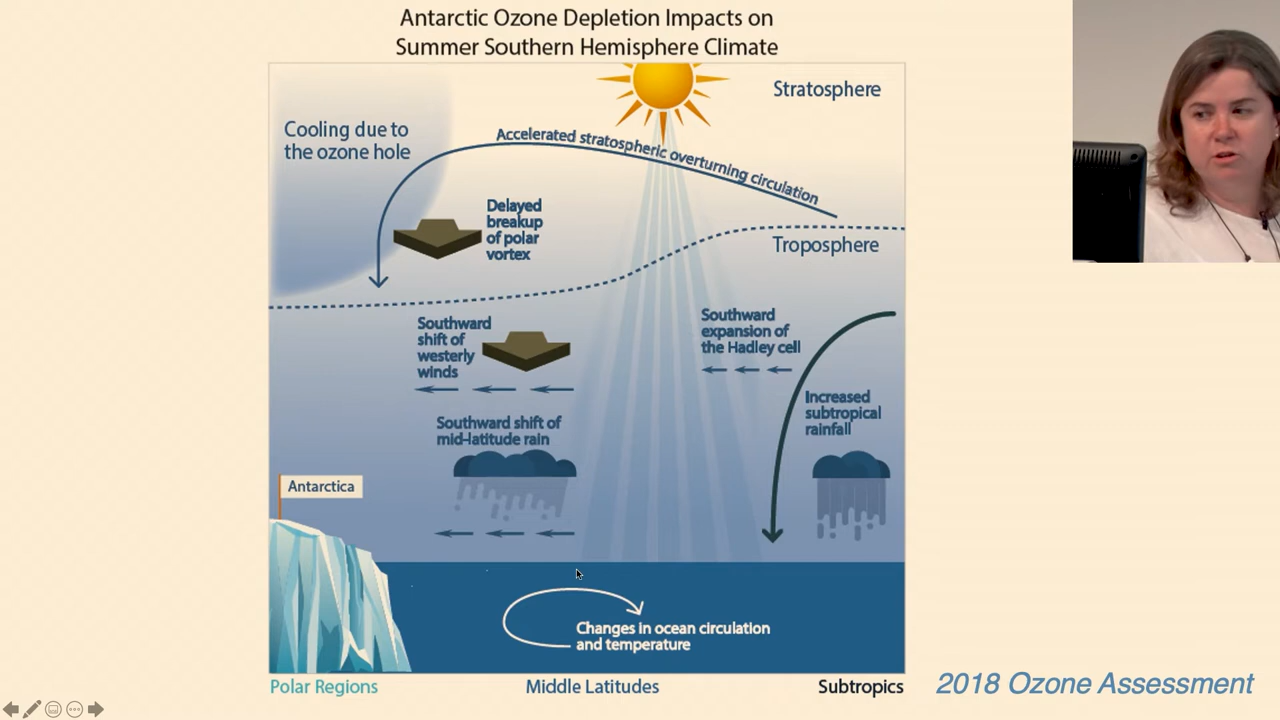 Antarctic Ozone Depletion Impacts on
Summer Southern Hemisphere Climate
Stratosphere
Cooling due to
the ozone hole
Accelerated stratospheric overturning circulation
Delayed
breakup
of polar
vortex
Troposphere
Southward
shift of
westerly
winds
Southward
expansion of
the Hadley cell
Increased
subtropical
rainfall
Southward shift of
mid-latitude rain
Antarctica
Changes in ocean circulation
and temperature
Polar Regions
Middle Latitudes
Subtropics
2018 Ozone Assessment